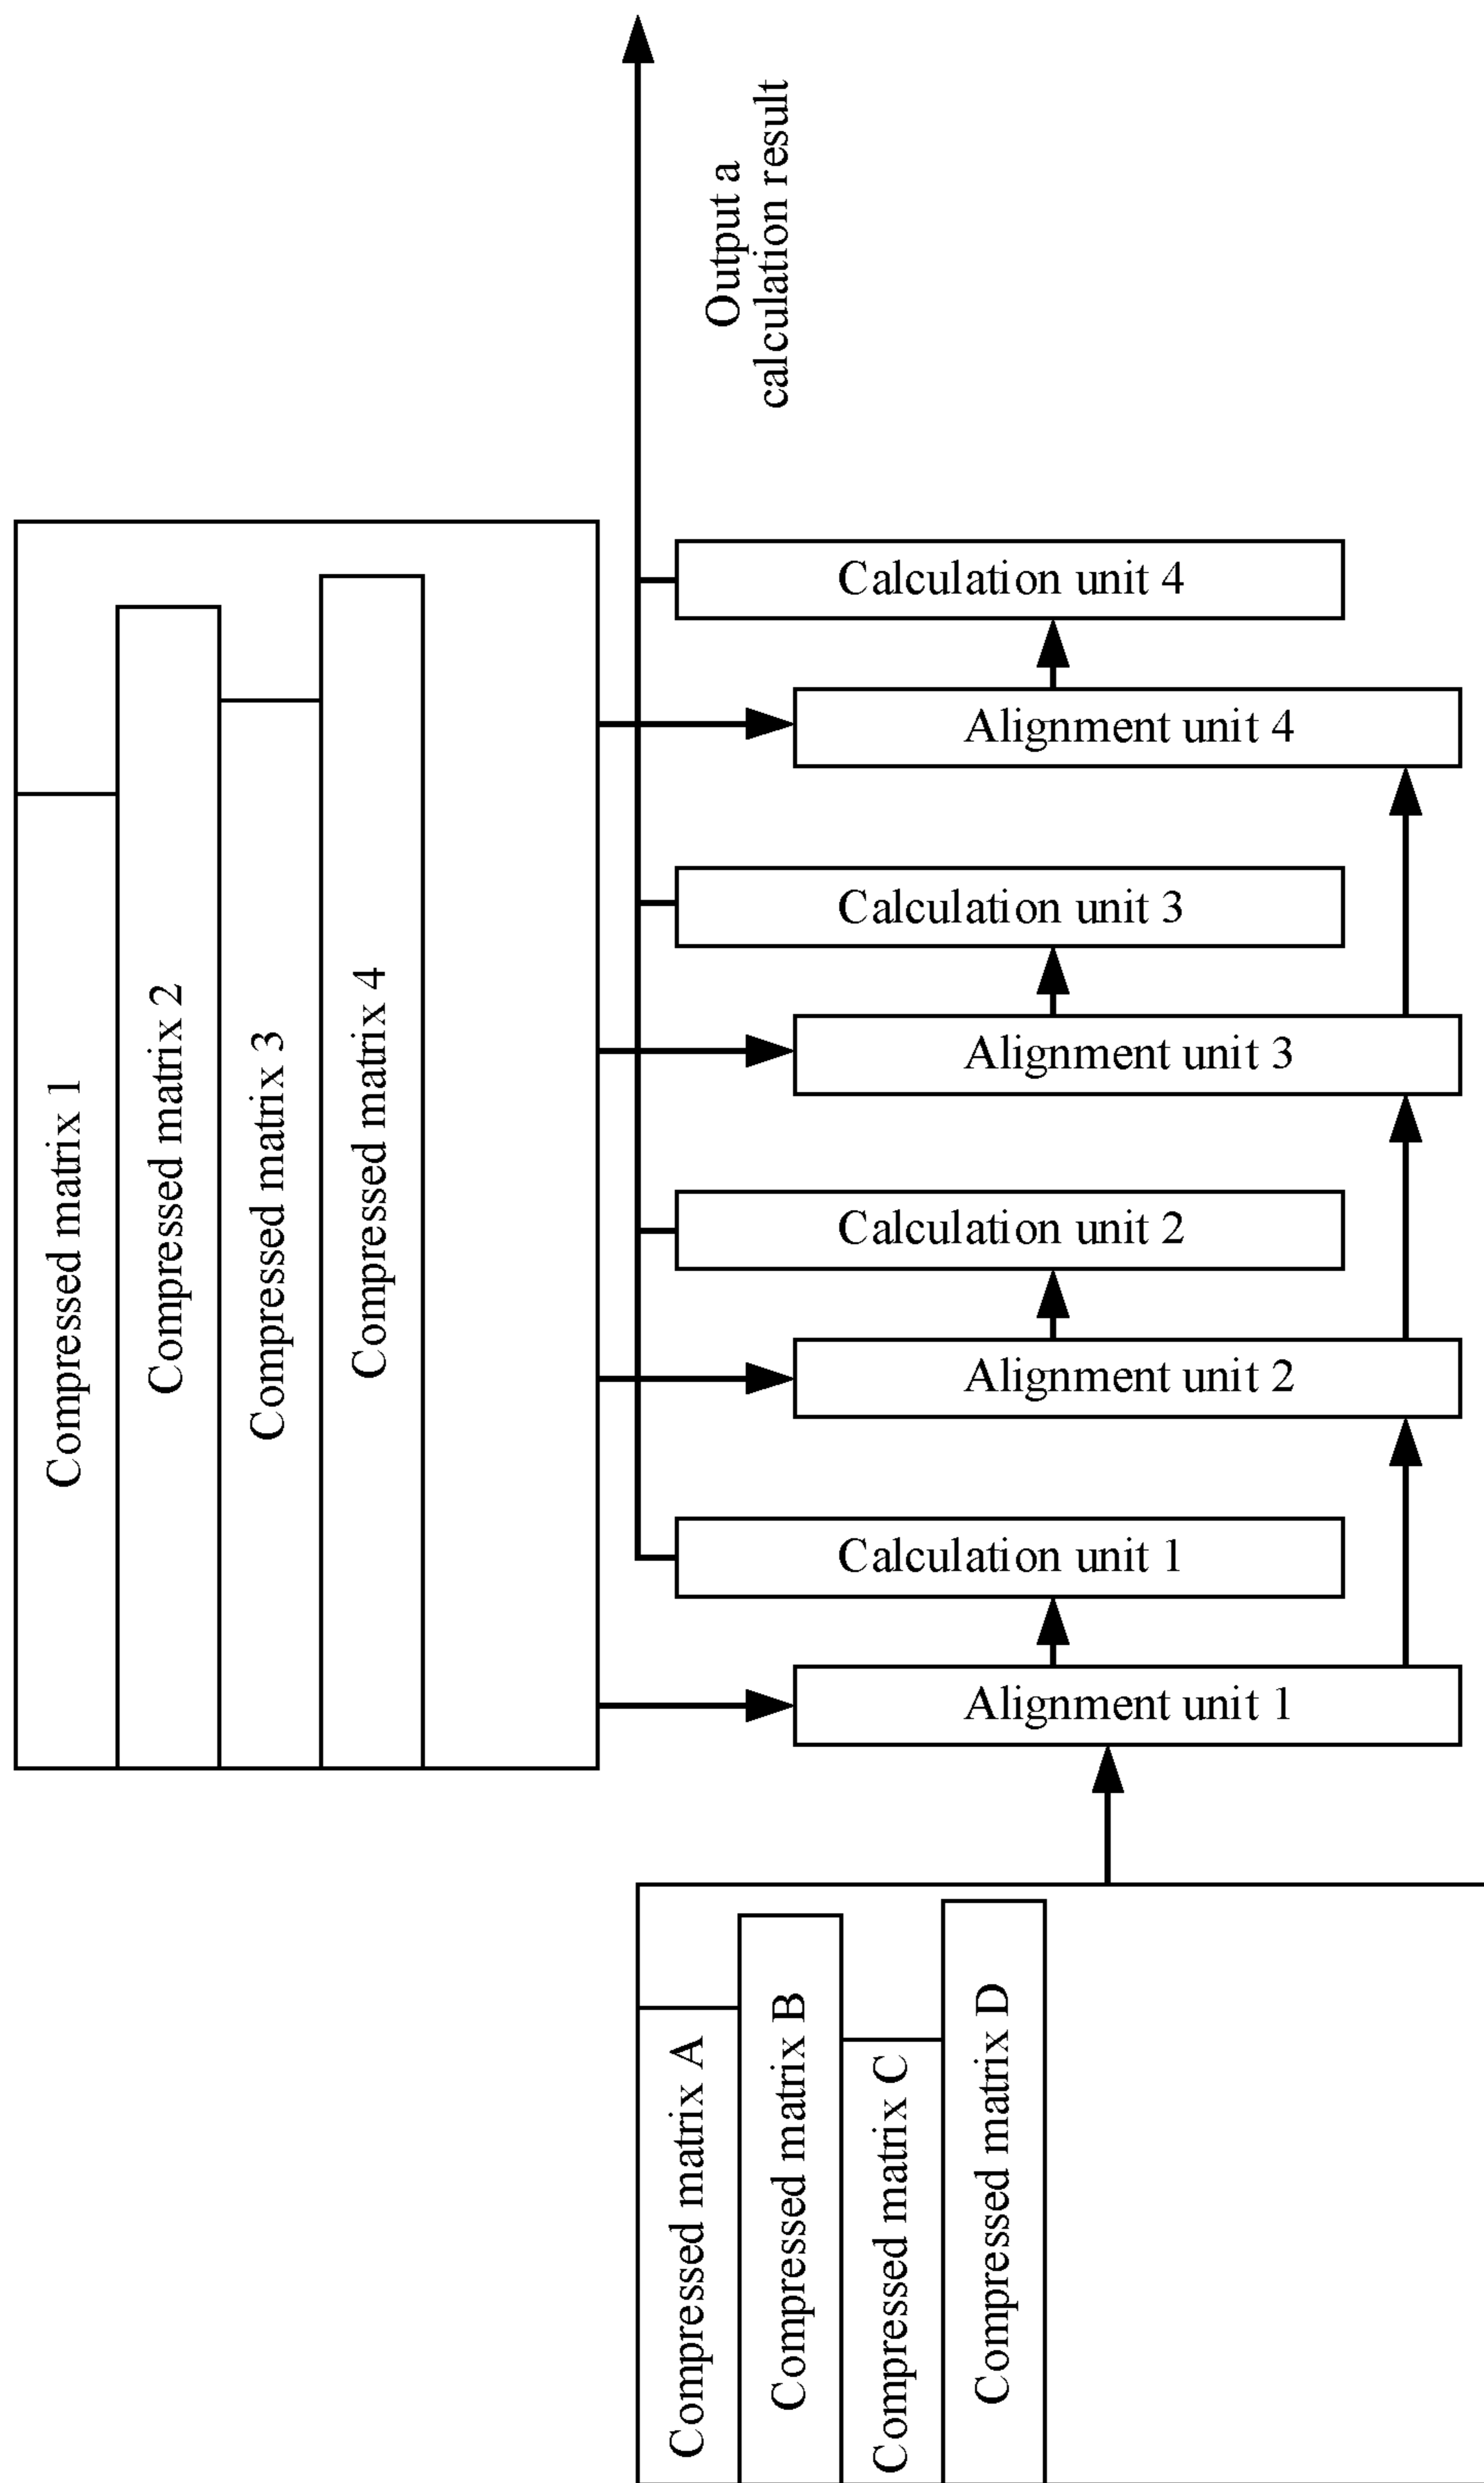 Compressed matrix 1
Compressed matrix 2
Compressed matrix 3
Compressed matrix 4
Output a
calculation result
Calculation unit 4
Alignment unit 4
Calculation unit 3
Alignment unit 3
Calculation unit 2
Alignment unit 2
Calculation unit 1
Alignment unit 1
Compressed matrix A
Compressed matrix B
Compressed matrix C
Compressed matrix D